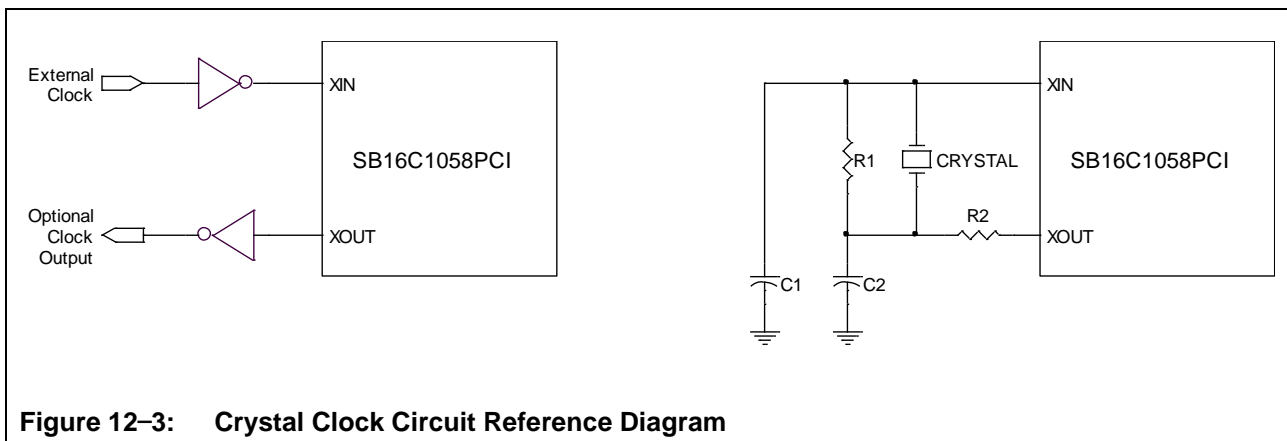 External
Clock
XIN
SB16C1058PCI
Optional
Clock
Output
XOUT
XIN
R1
CRYSTAL
SB16C1058PCI
R2
XOUT
C1
C2
Figure 12–3: Crystal Clock Circuit Reference Diagram